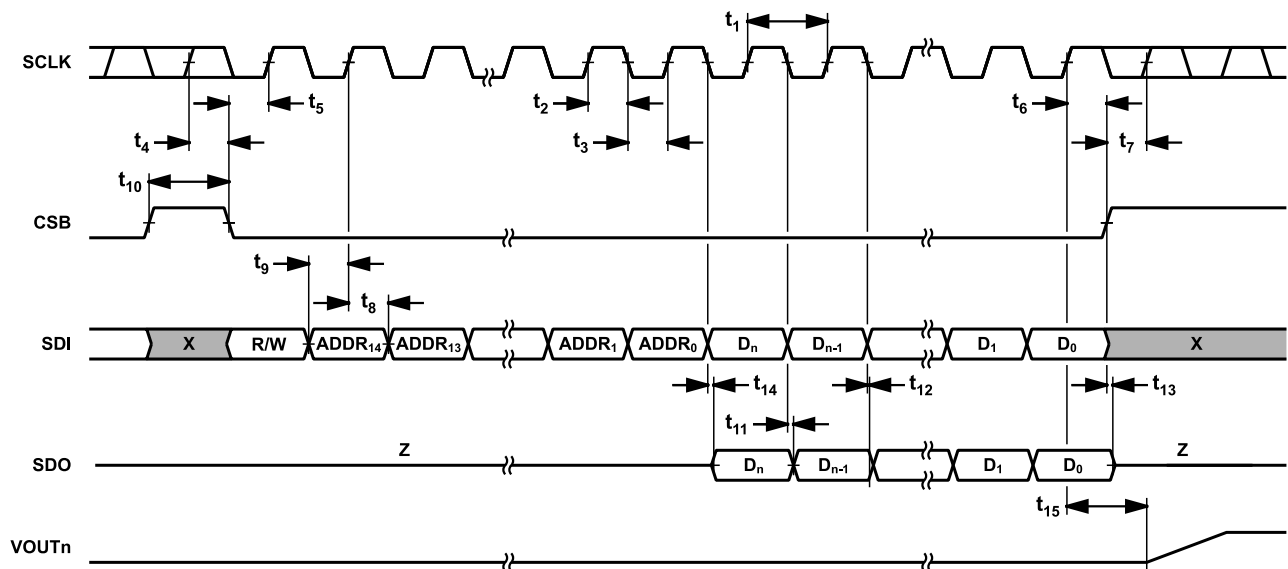 t1
SCLK
t5
t2
t6
t4
t3
t7
t10
CSB
t9
t8
SDI X R/W ADDR14 ADDR13 ADDR1 ADDR0 Dn Dn-1 D1 D0 X
t14 t12 t13
t11
Z Z
SDO Dn Dn-1 D1 D0
t15
VOUTn